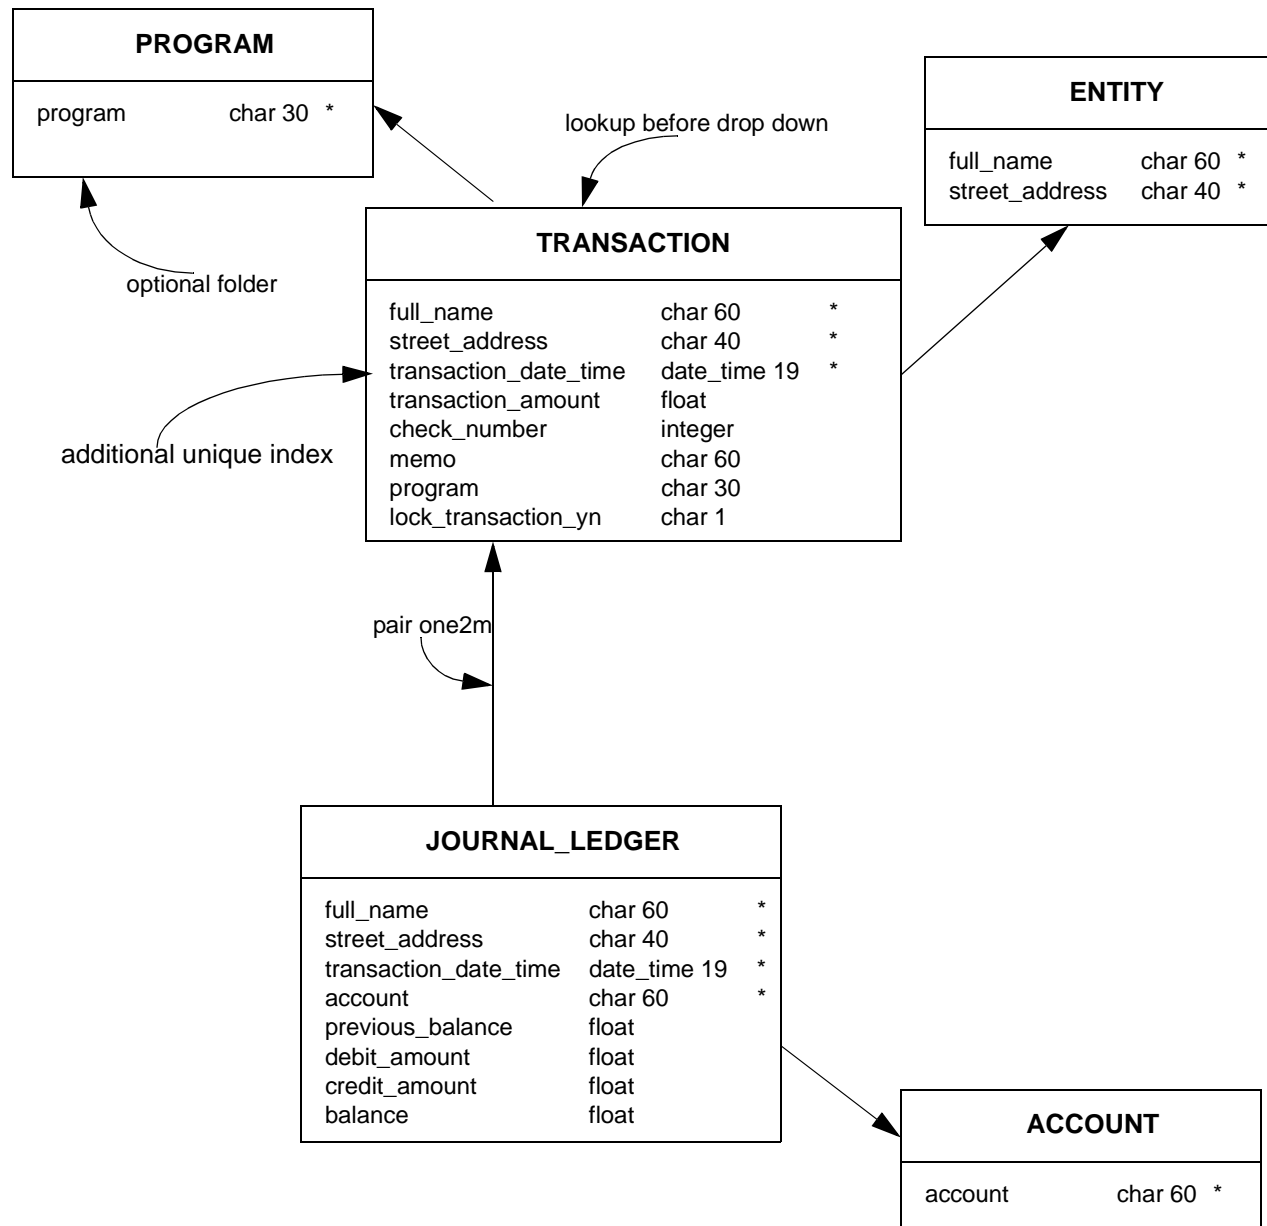 PROGRAM
program char 30 *
optional folder
lookup before drop down
ENTITY
full_name char 60 *
street_address char 40 *
TRANSACTION
full_name char 60 *
street_address char 40 *
transaction_date_time date_time 19 *
transaction_amount float
check_number integer
memo char 60
program char 30
lock_transaction_yn char 1
additional unique index
pair one2m
JOURNAL_LEDGER
full_name char 60 *
street_address char 40 *
transaction_date_time date_time 19 *
account char 60 *
previous_balance float
debit_amount float
credit_amount float
balance float
ACCOUNT
account char 60 *